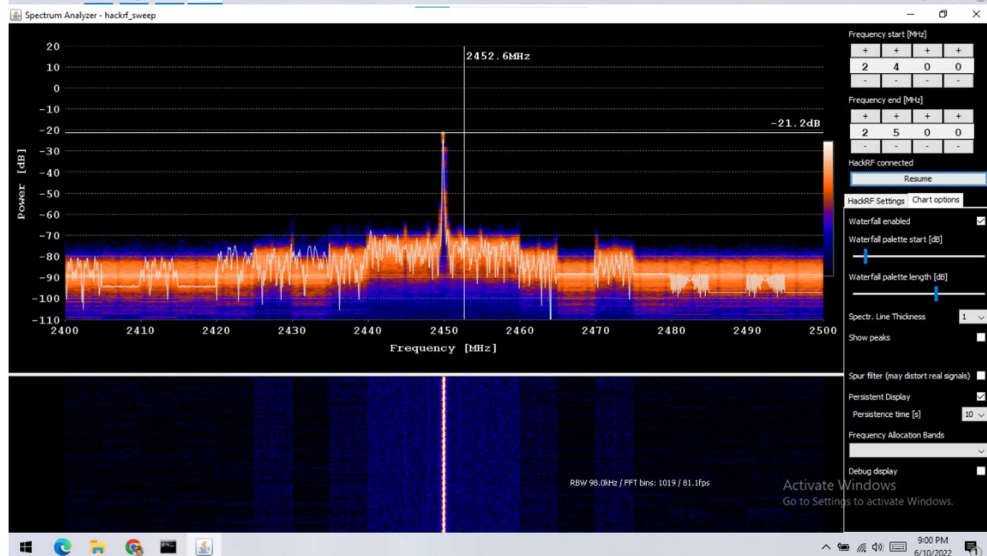 Spectrum Analyzer - hackrf_sweep
20
10
0
-10
-20
-30
-40
-50
-60
-70
-80
-90
-100
-110
Power [dB]
2452.6MHz
-21.2dB
2400
2410
2420
2430
2440
2450
2460
2470
2480
2490
2500
Frequency [MHz]
RBW 98.0kHz / FFT bins: 1019 / 81.1fps
Frequency start [MHz]
+ + + +
2 4 0 0
- - - -
Frequency end [MHz]
+ + + +
2 5 0 0
- - - -
HackRF connected
Resume
HackRF Settings
Chart options
Waterfall enabled
Waterfall palette start [dB]
Waterfall palette length [dB]
Spectr. Line Thickness
1
Show peaks
Spur filter (may distort real signals)
Persistent Display
Persistence time [s]
10
Frequency Allocation Bands
Debug display
Activate Windows
Go to Settings to activate Windows.
9:00 PM
6/10/2022